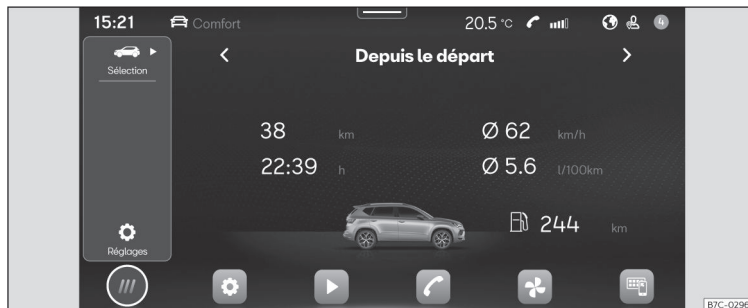 15:21 Comfort 20.5 °C 4
Sélection
Depuis le départ
38 km Ø 62 km/h
22:39 h Ø 5.6 l/100km
244 km
Réglages
B7C-0296